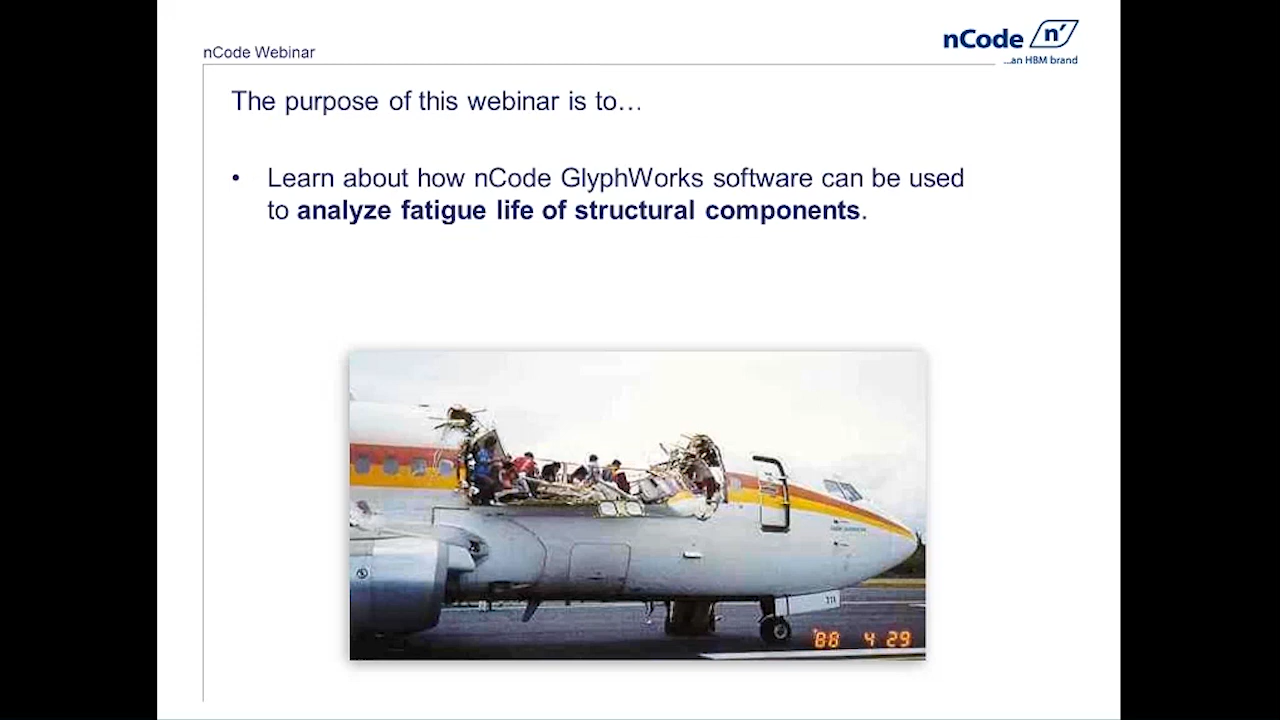 nCode n'
...an HBM brand
nCode Webinar
The purpose of this webinar is to…
• Learn about how nCode GlyphWorks software can be used
to analyze fatigue life of structural components.
711
'88 4 29